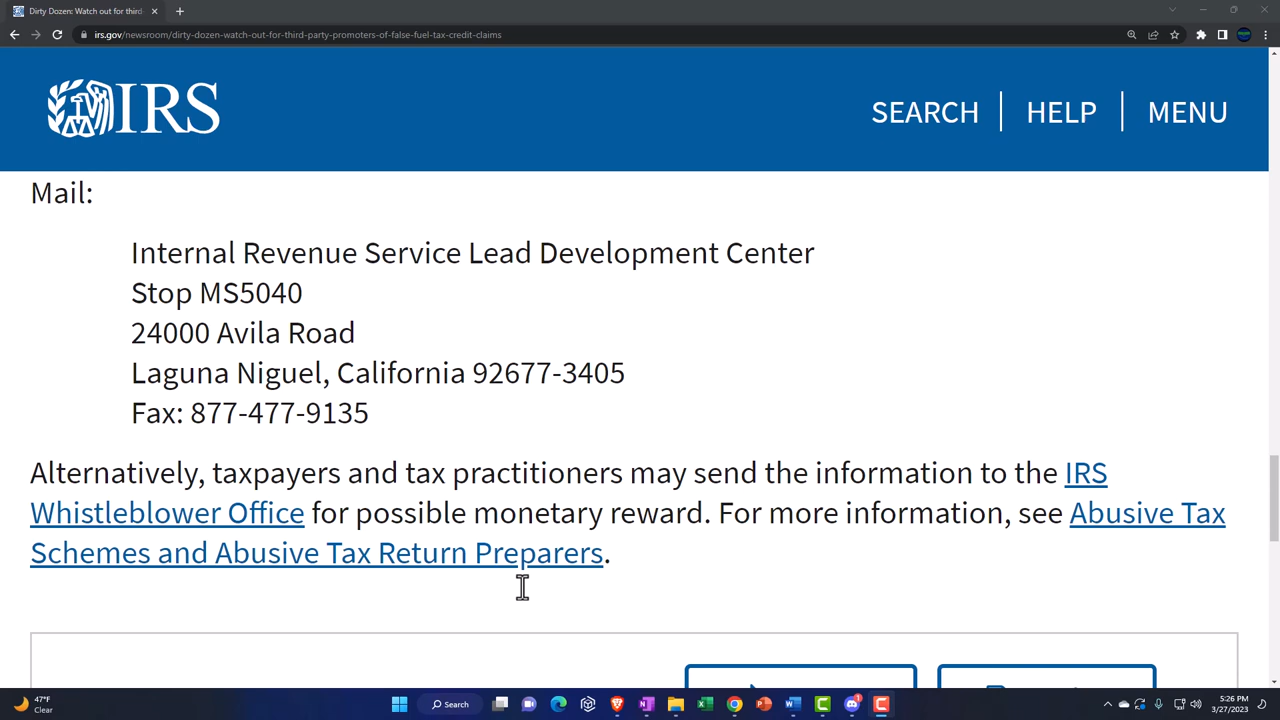 Dirty Dozen: Watch out for third-
irs.gov/newsroom/dirty-dozen-watch-out-for-third-party-promoters-of-false-fuel-tax-credit-claims
IRS
SEARCH HELP MENU
Mail:
Internal Revenue Service Lead Development Center
Stop MS5040
24000 Avila Road
Laguna Niguel, California 92677-3405
Fax: 877-477-9135
Alternatively, taxpayers and tax practitioners may send the information to the IRS
Whistleblower Office for possible monetary reward. For more information, see Abusive Tax
Schemes and Abusive Tax Return Preparers.
47°F
Clear
Search
1
5:26 PM
3/27/2023